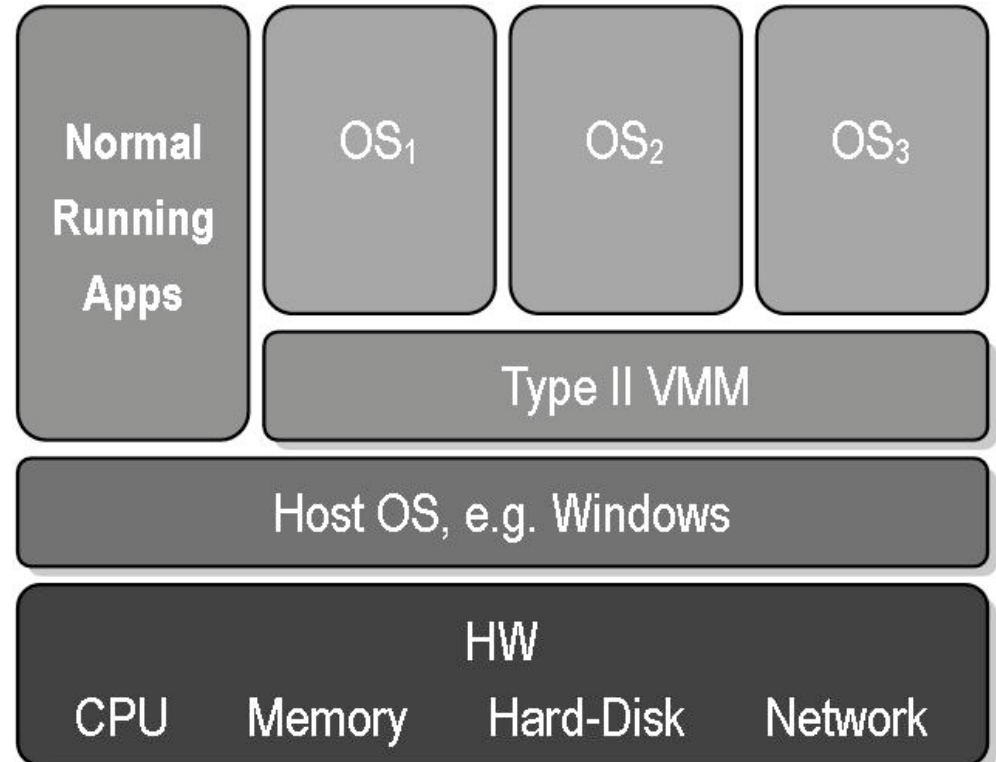 Normal
Running
Apps
OS₁
OS₂
OS₃
Type II VMM
Host OS, e.g. Windows
HW
CPU Memory Hard-Disk Network